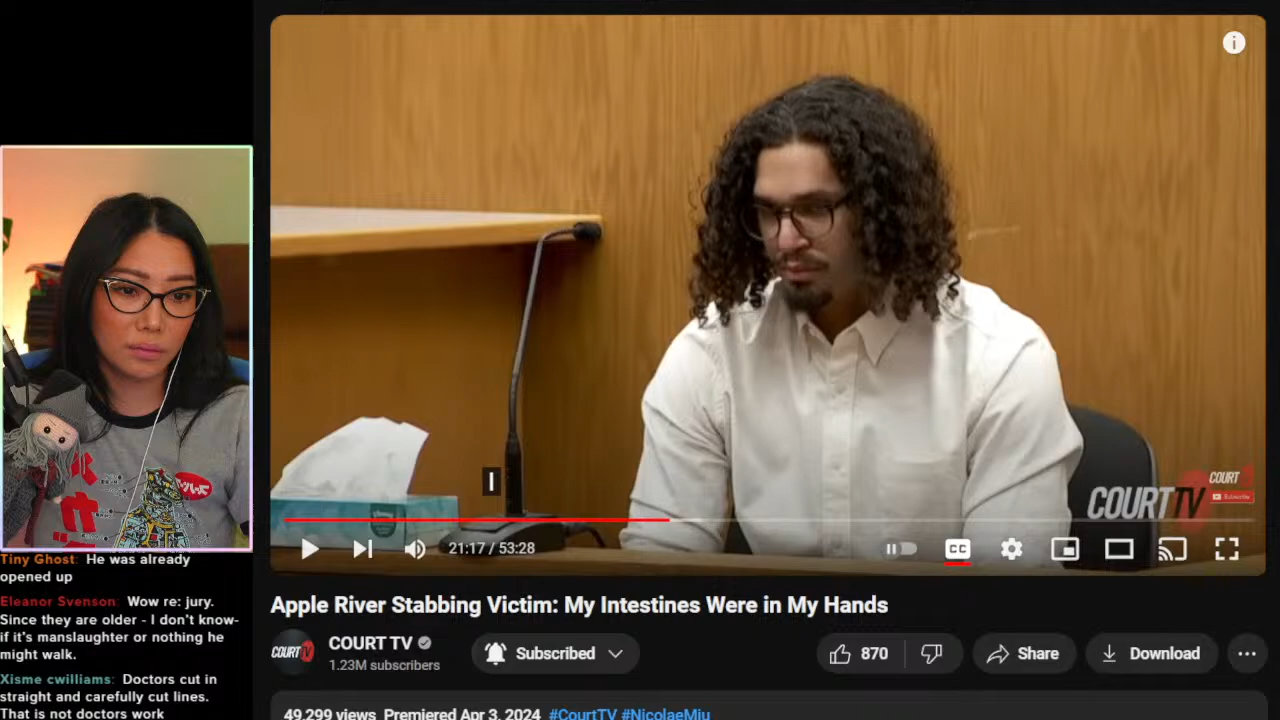 COURT TV
COURT
Subscribe
21:17 / 53:28
CC
Apple River Stabbing Victim: My Intestines Were in My Hands
COURT TV
COURT TV
1.23M subscribers
Subscribed
870
Share
Download
49,299 views Premiered Apr 3, 2024 #CourtTV #NicolaeMiu
Tiny Ghost: He was already
opened up
Eleanor Svenson: Wow re: jury.
Since they are older - I don't know-
if it's manslaughter or nothing he
might walk.
Xisme cwilliams: Doctors cut in
straight and carefully cut lines.
That is not doctors work